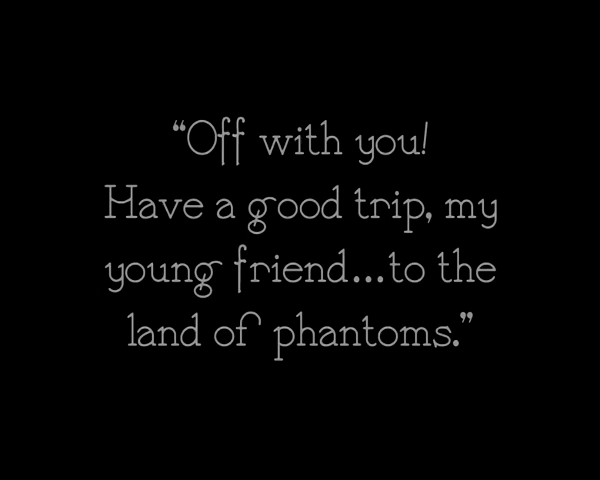 “Off with you!
Have a good trip, my
young friend...to the
land of phantoms.”